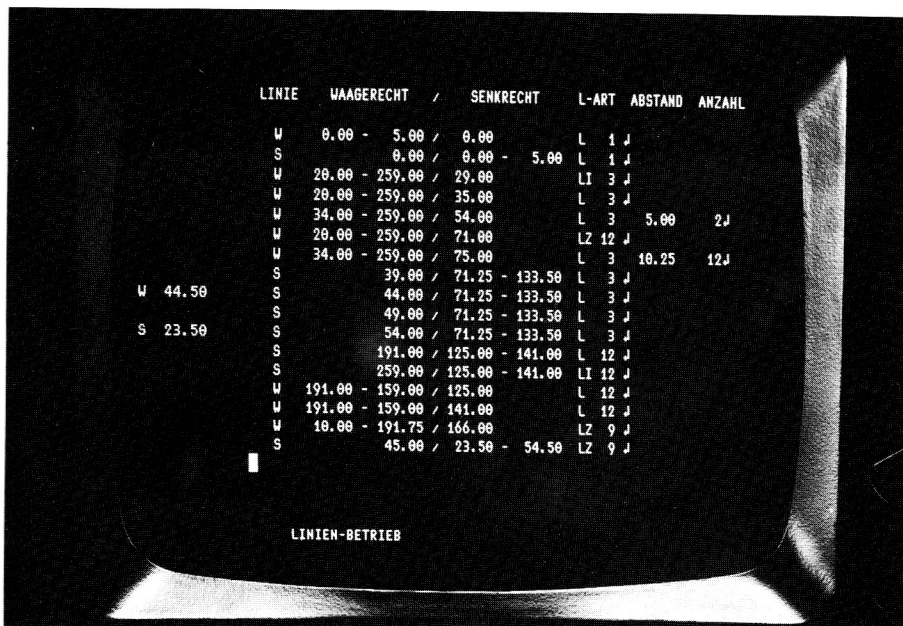 LINIE WAAGERECHT / SENKRECHT L-ART ABSTAND ANZAHL
W 0.00 - 5.00 / 0.00 L 1 ↲
S 0.00 / 0.00 - 5.00 L 1 ↲
W 20.00 - 259.00 / 29.00 LI 3 ↲
W 20.00 - 259.00 / 35.00 L 3 ↲
W 34.00 - 259.00 / 54.00 L 3 5.00 2↲
W 20.00 - 259.00 / 71.00 LZ 12 ↲
W 34.00 - 259.00 / 75.00 L 3 10.25 12↲
S 39.00 / 71.25 - 133.50 L 3 ↲
S 44.00 / 71.25 - 133.50 L 3 ↲
S 49.00 / 71.25 - 133.50 L 3 ↲
S 54.00 / 71.25 - 133.50 L 3 ↲
S 191.00 / 125.00 - 141.00 L 12 ↲
S 259.00 / 125.00 - 141.00 LI 12 ↲
W 191.00 - 159.00 / 125.00 L 12 ↲
W 191.00 - 159.00 / 141.00 L 12 ↲
W 10.00 - 191.75 / 166.00 LZ 9 ↲
S 45.00 / 23.50 - 54.50 LZ 9 ↲
W 44.50
S 23.50
LINIEN-BETRIEB